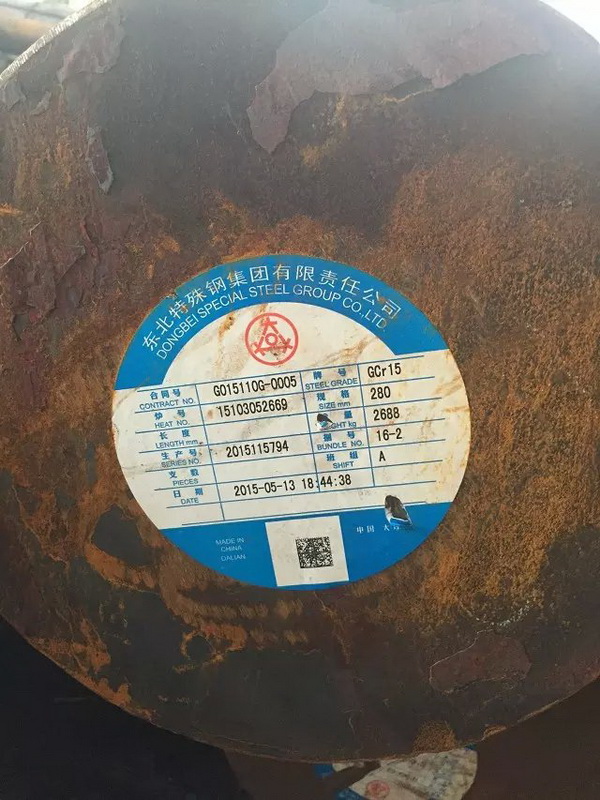 东北特殊钢集团有限责任公司
DONGBEI SPECIAL STEEL GROUP CO.,LTD
合同号 CONTRACT NO. G015110G-0005 牌号 STEEL GRADE GCr15
炉号 HEAT NO. 15103052669 规格 SIZE mm 280
长度 LENGTH mm 量 kg 2688
生产号 SERIES NO. 2015115794 捆号 BUNDLE NO. 16-2
支数 PIECES 班组 SHIFT A
日期 DATE 2015-05-13 18:44:38
MADE IN
CHINA
DALIAN
中国